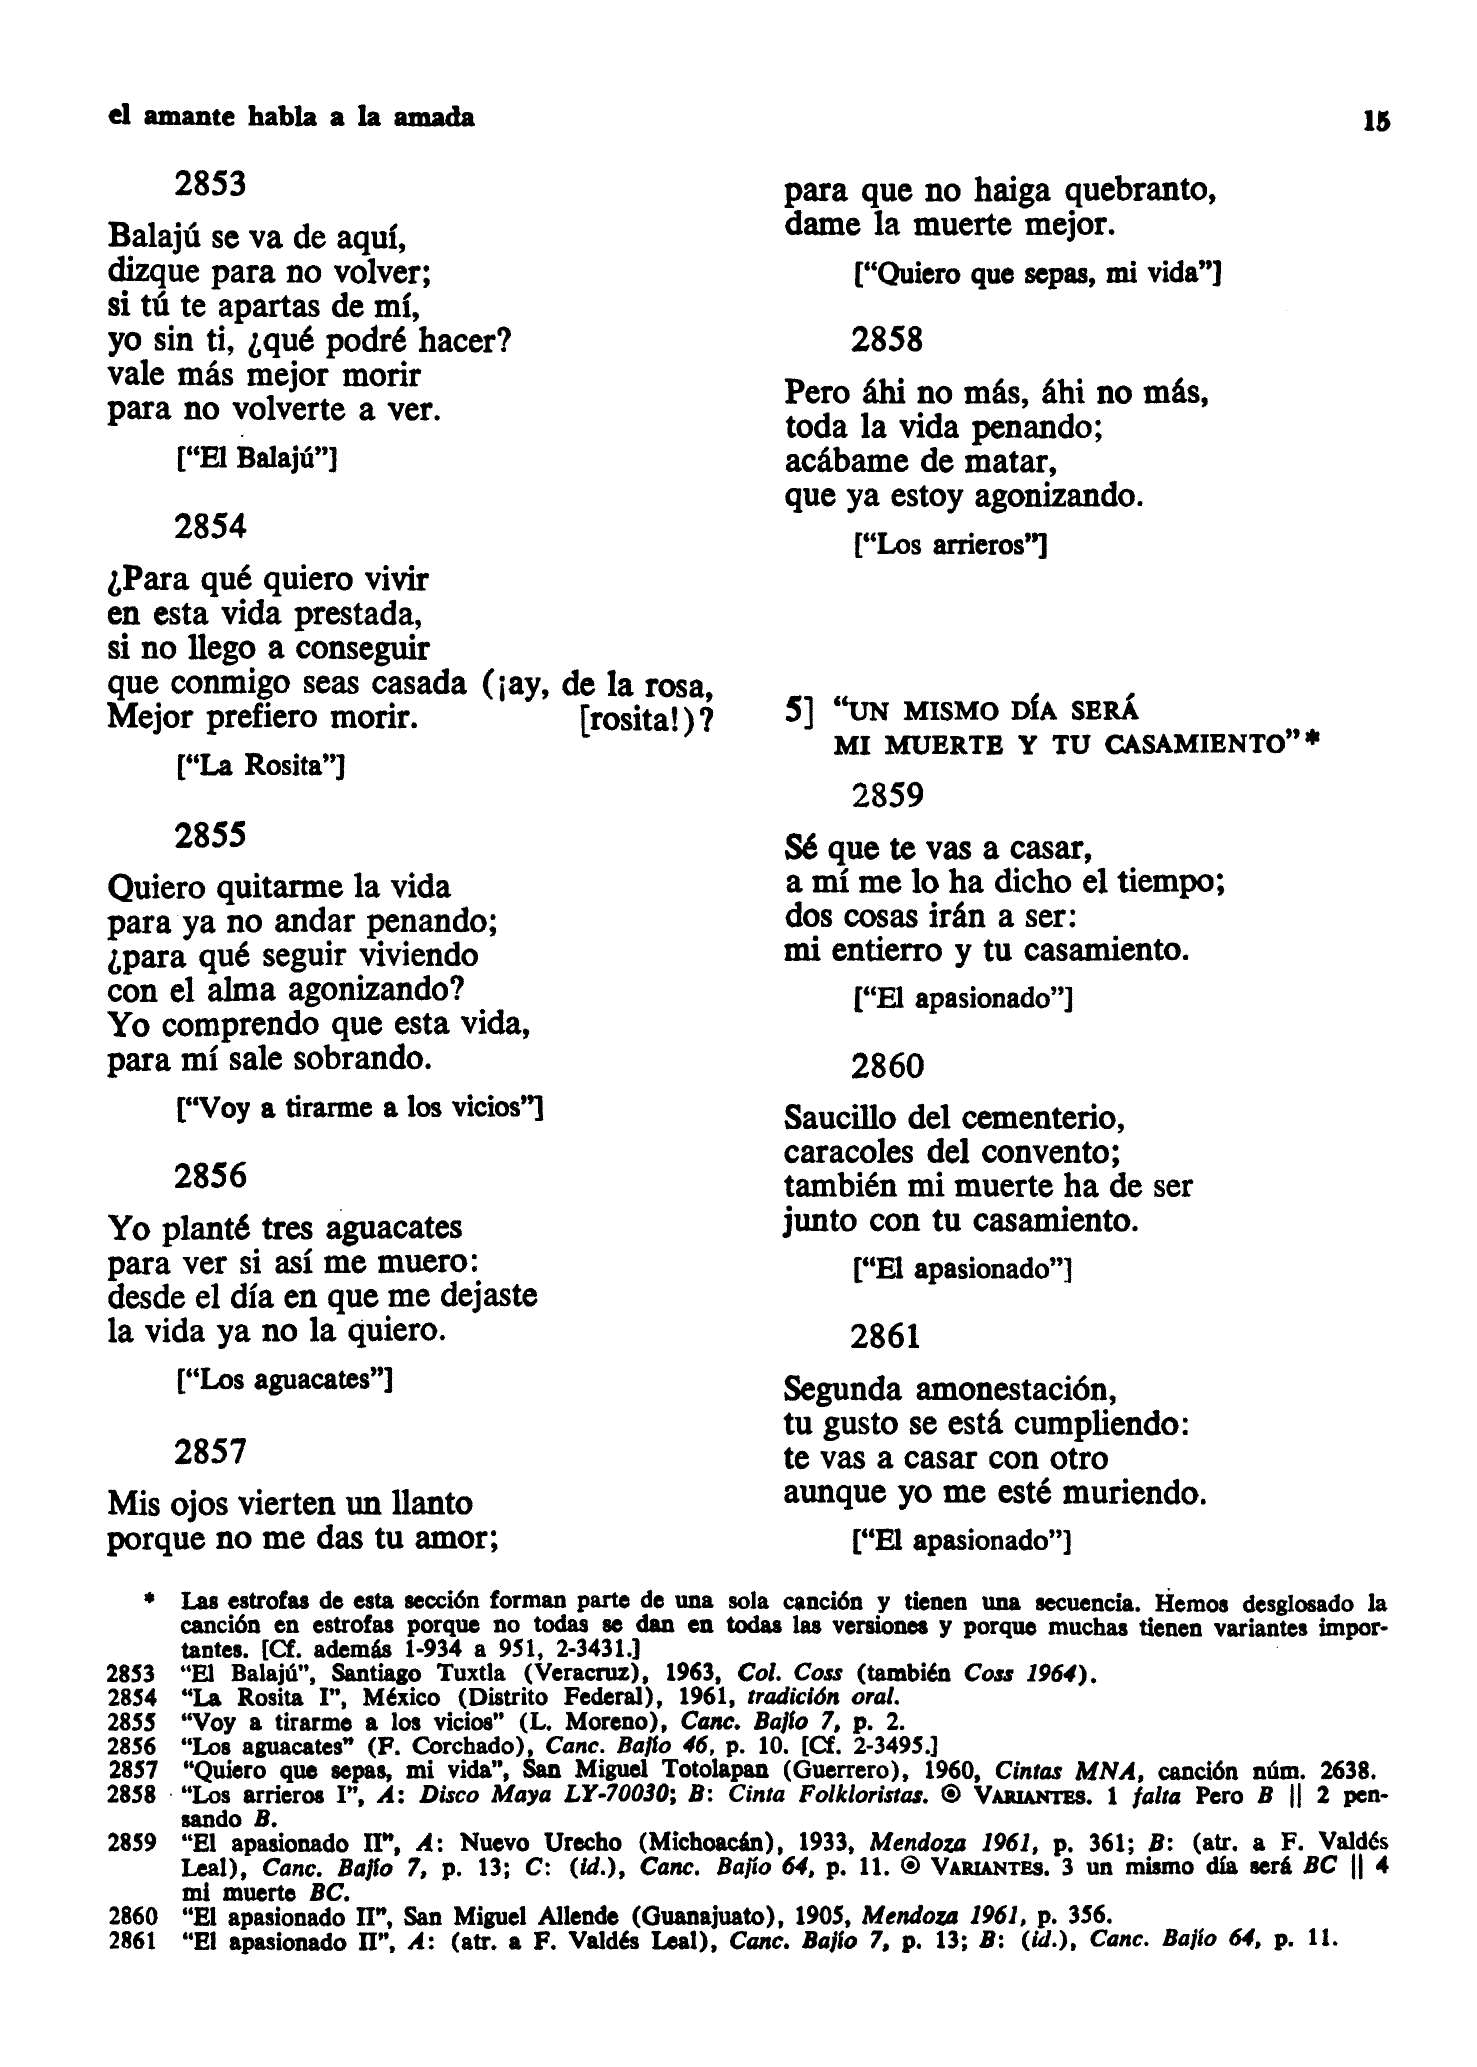 el amante habla a la amada
15
2853
Balajú se va de aquí,
dizque para no volver;
si tú te apartas de mí,
yo sin ti, ¿qué podré hacer?
vale más mejor morir
para no volverte a ver.
[“El Balajú”]
2854
¿Para qué quiero vivir
en esta vida prestada,
si no llego a conseguir
que conmigo seas casada (¡ay, de la rosa,
Mejor prefiero morir. [rosita!)?
[“La Rosita”]
2855
Quiero quitarme la vida
para ya no andar penando;
¿para qué seguir viviendo
con el alma agonizando?
Yo comprendo que esta vida,
para mí sale sobrando.
[“Voy a tirarme a los vicios”]
2856
Yo planté tres aguacates
para ver si así me muero:
desde el día en que me dejaste
la vida ya no la quiero.
[“Los aguacates”]
2857
Mis ojos vierten un llanto
porque no me das tu amor;
para que no haiga quebranto,
dame la muerte mejor.
[“Quiero que sepas, mi vida”]
2858
Pero áhi no más, áhi no más,
toda la vida penando;
acábame de matar,
que ya estoy agonizando.
[“Los arrieros”]
5] “UN MISMO DÍA SERÁ
MI MUERTE Y TU CASAMIENTO”*
2859
Sé que te vas a casar,
a mí me lo ha dicho el tiempo;
dos cosas irán a ser:
mi entierro y tu casamiento.
[“El apasionado”]
2860
Saucillo del cementerio,
caracoles del convento;
también mi muerte ha de ser
junto con tu casamiento.
[“El apasionado”]
2861
Segunda amonestación,
tu gusto se está cumpliendo:
te vas a casar con otro
aunque yo me esté muriendo.
[“El apasionado”]
* Las estrofas de esta sección forman parte de una sola canción y tienen una secuencia. Hemos desglosado la
canción en estrofas porque no todas se dan en todas las versiones y porque muchas tienen variantes impor-
tantes. [Cf. además 1-934 a 951, 2-3431.]
2853 “El Balajú”, Santiago Tuxtla (Veracruz), 1963, Col. Coss (también Coss 1964).
2854 “La Rosita I”, México (Distrito Federal), 1961, tradición oral.
2855 “Voy a tirarme a los vicios” (L. Moreno), Canc. Bajío 7, p. 2.
2856 “Los aguacates” (F. Corchado), Canc. Bajío 46, p. 10. [Cf. 2-3495.]
2857 “Quiero que sepas, mi vida”, San Miguel Totolapan (Guerrero), 1960, Cintas MNA, canción núm. 2638.
2858 “Los arrieros I”, A: Disco Maya LY-70030; B: Cinta Folkloristas. ⊙ VARIANTES. 1 falta Pero B || 2 pen-
sando B.
2859 “El apasionado II”, A: Nuevo Urecho (Michoacán), 1933, Mendoza 1961, p. 361; B: (atr. a F. Valdés
Leal), Canc. Bajío 7, p. 13; C: (id.), Canc. Bajío 64, p. 11. ⊙ VARIANTES. 3 un mismo día será BC || 4
mi muerte BC.
2860 “El apasionado II”, San Miguel Allende (Guanajuato), 1905, Mendoza 1961, p. 356.
2861 “El apasionado II”, A: (atr. a F. Valdés Leal), Canc. Bajío 7, p. 13; B: (id.), Canc. Bajío 64, p. 11.